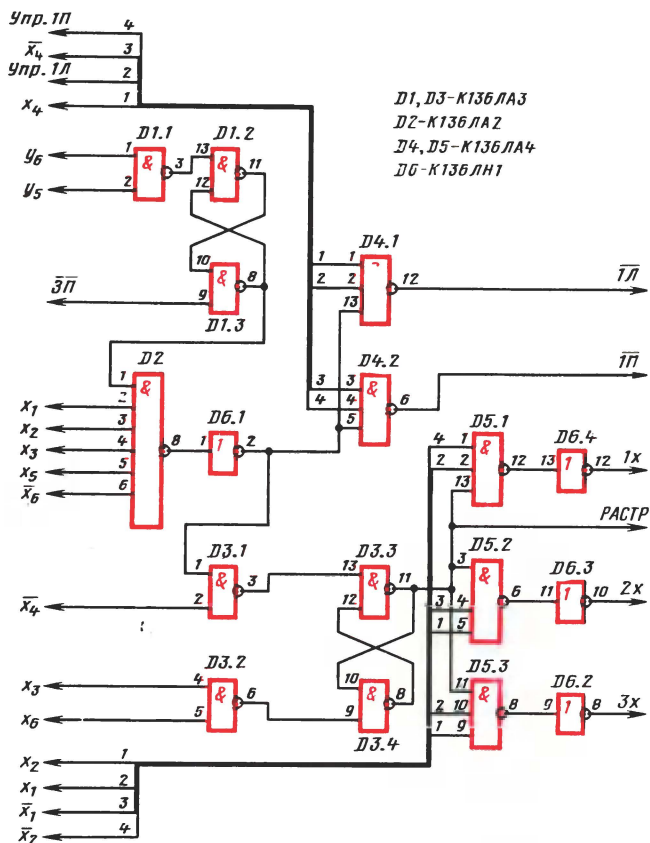 Упр. 1П 4
x̅4 3
Упр. 1Л 2
x4 1
D1, D3-К136ЛА3
D2-К136ЛА2
D4, D5-К136ЛА4
D6-К136ЛН1
D1.1 D1.2
y6 1 & 3 13 & 11
y5 2 12
D4.1
10 & 8
З̅П̅ 9
D1.3
1 1 12 1̅Л̅
2 2
13
D2
D4.2
1 &
x1 2
x2 3
x3 4 8 1 1 2
x5 5
x̅6 6
D6.1
3 3 & 6 1̅П̅
4 4
5
D5.1 D6.4
4 1 & 12 13 1 12 1x
2 2
13
РАСТР
D3.1 D3.3 D5.2 D6.3
1 & 3 13 & 11
x̅4 2 12
3 & 6 11 1 10 2x
3 4
1 5
D3.2 D5.3 D6.2
x3 4 & 6 10 & 8
x6 5 9
D3.4
11 & 8 9 1 8 3x
2 10
1 9
x2 1
x1 2
x̅1 3
x̅2 4